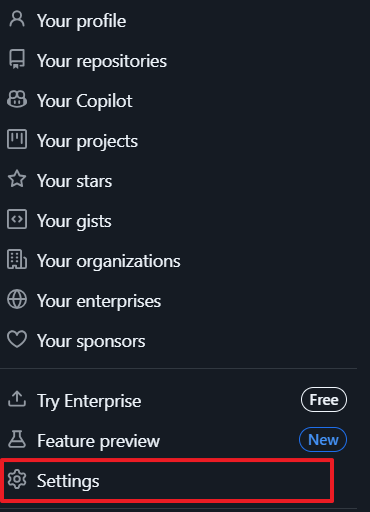 Your profile
Your repositories
Your Copilot
Your projects
Your stars
Your gists
Your organizations
Your enterprises
Your sponsors
Try Enterprise Free
Feature preview New
Settings